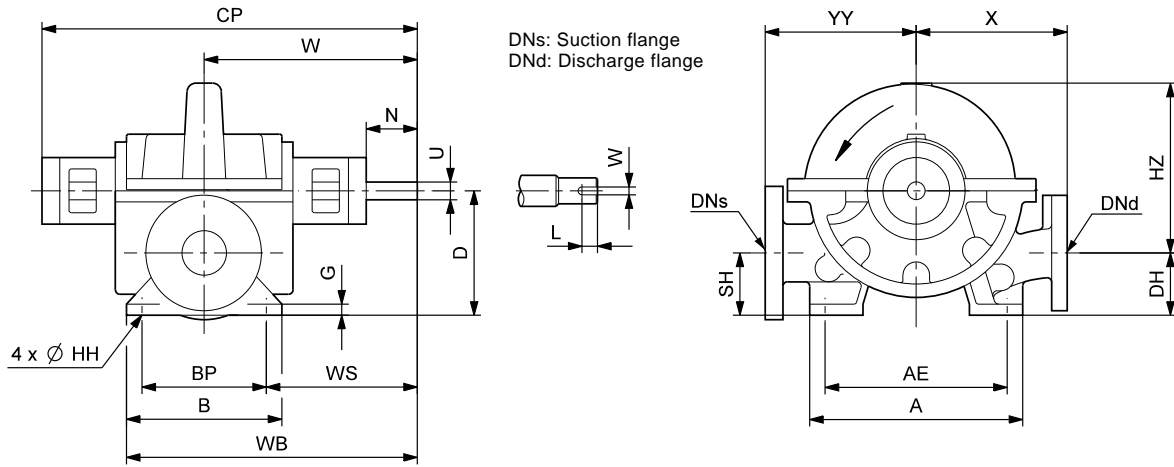 CP
W
N
U
D
G
4 x Ø HH
BP
WS
B
WB
DNs: Suction flange
DNd: Discharge flange
W
L
YY
X
HZ
DNs
DNd
SH
DH
AE
A